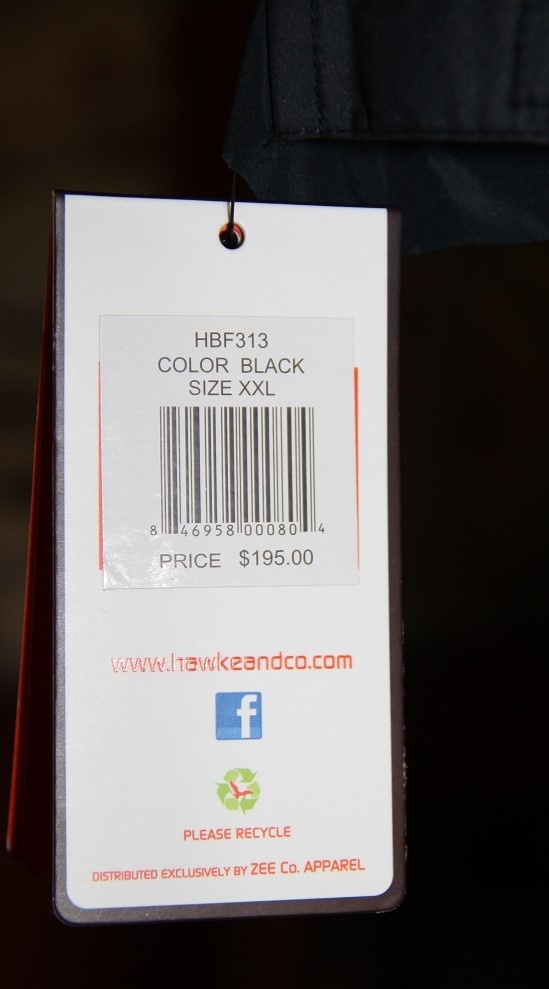 HBF313
COLOR BLACK
SIZE XXL
8 46958 00080 4
PRICE $195.00
www.hawkeandco.com
f
PLEASE RECYCLE
DISTRIBUTED EXCLUSIVELY BY ZEE Co. APPAREL